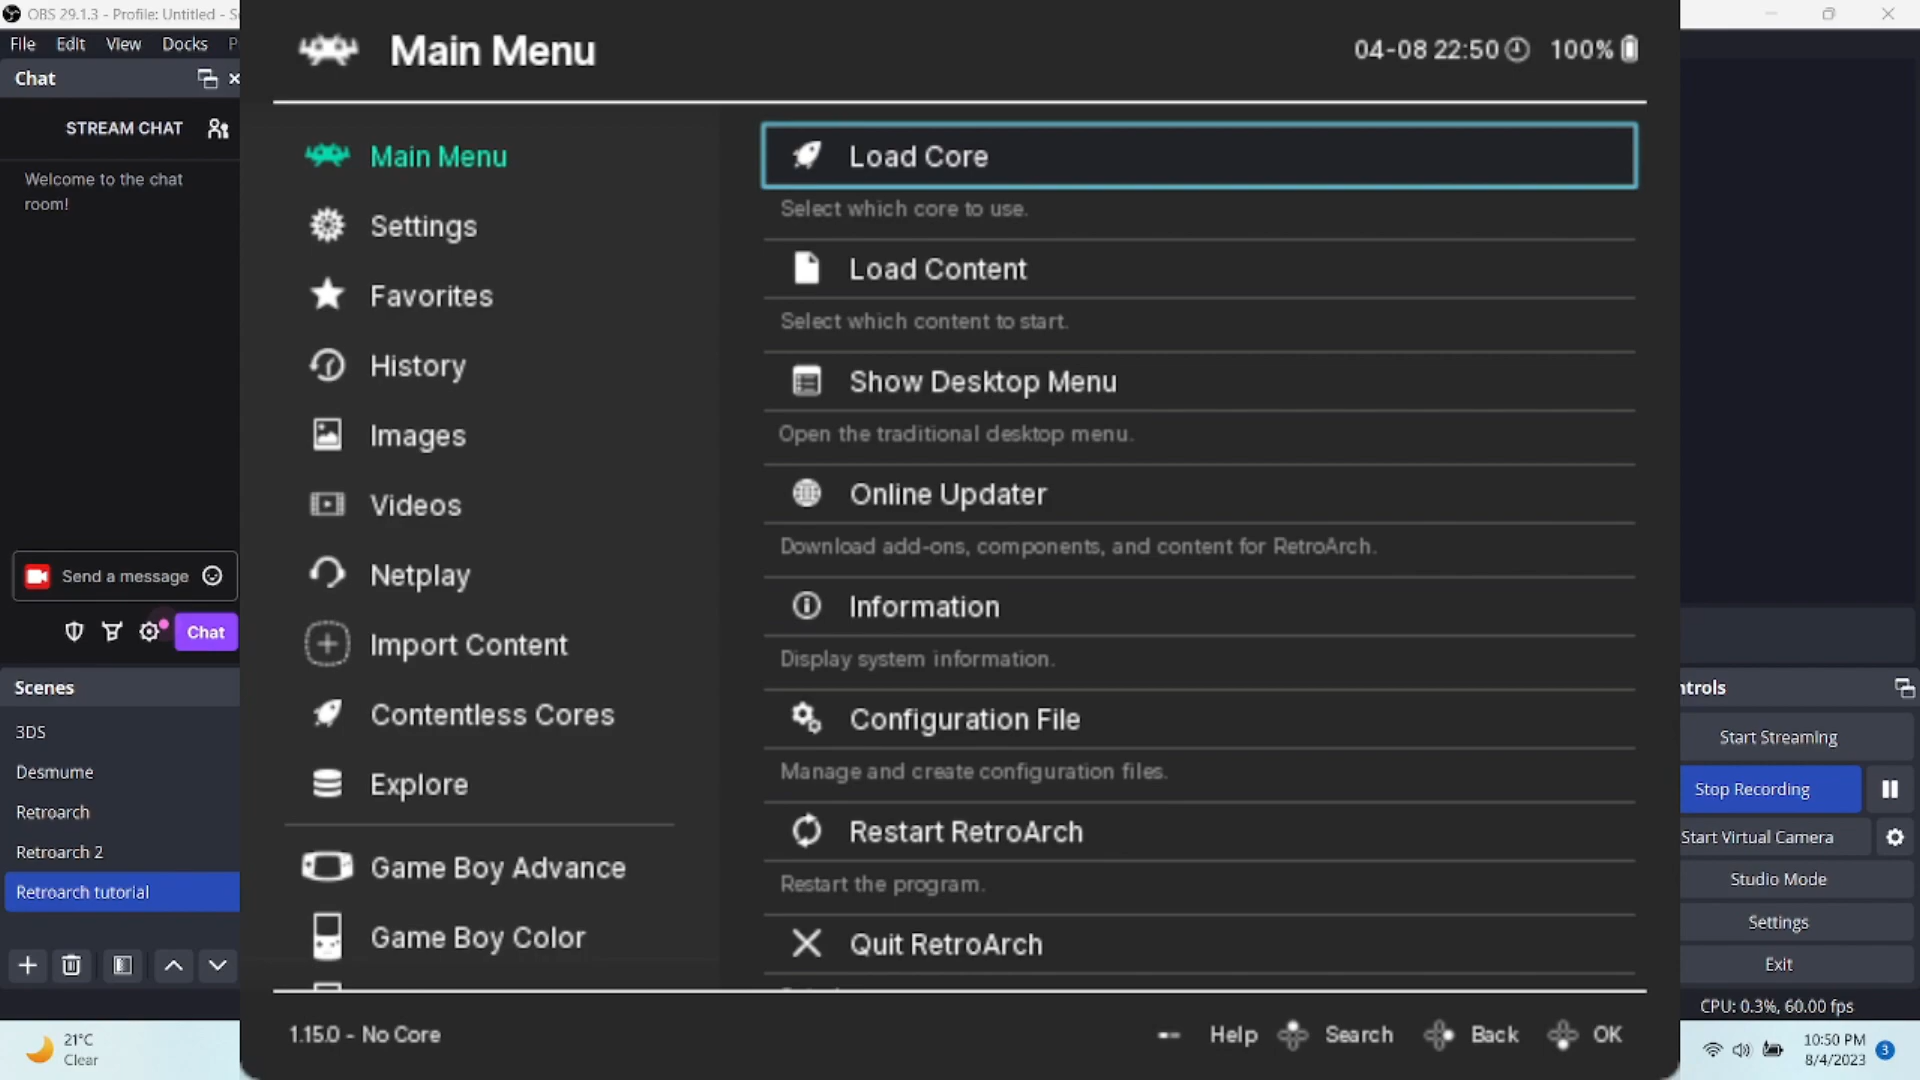 OBS 29.1.3 - Profile: Untitled - S
File Edit View Docks P
Chat
STREAM CHAT
Welcome to the chat
room!
Send a message
Chat
Scenes
3DS
Desmume
Retroarch
Retroarch 2
Retroarch tutorial
21°C
Clear
Main Menu
04-08 22:50 100%
Main Menu
Settings
Favorites
History
Images
Videos
Netplay
Import Content
Contentless Cores
Explore
Game Boy Advance
Game Boy Color
Load Core
Select which core to use.
Load Content
Select which content to start.
Show Desktop Menu
Open the traditional desktop menu.
Online Updater
Download add-ons, components, and content for RetroArch.
Information
Display system information.
Configuration File
Manage and create configuration files.
Restart RetroArch
Restart the program.
Quit RetroArch
1.15.0 - No Core
Help Search Back OK
ntrols
Start Streaming
Stop Recording
Start Virtual Camera
Studio Mode
Settings
Exit
CPU: 0.3%, 60.00 fps
10:50 PM
8/4/2023
3